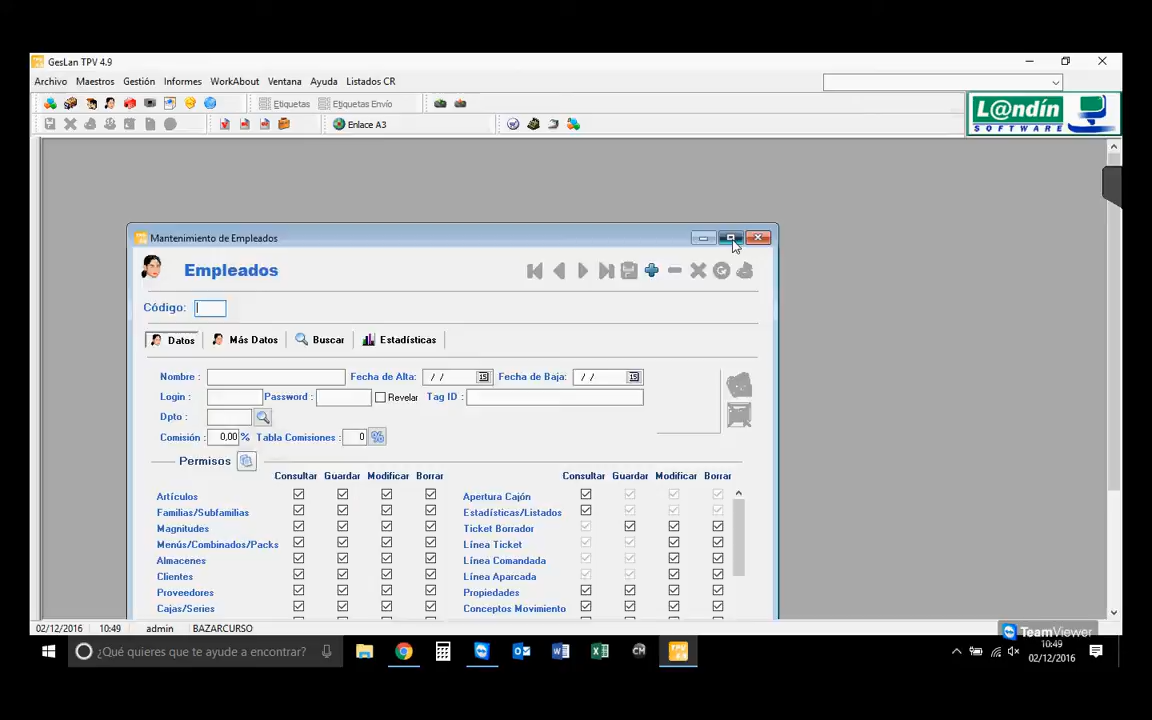 GesLan TPV 4.9
Archivo Maestros Gestión Informes WorkAbout Ventana Ayuda Listados CR
Etiquetas Etiquetas Envío
Enlace A3
L@ndín
SOFTWARE
Mantenimiento de Empleados
Empleados
Código:
Datos Más Datos Buscar Estadísticas
Nombre : Fecha de Alta: / / 15 Fecha de Baja: / / 15
Login : Password : Revelar Tag ID :
Dpto :
Comisión : 0,00 % Tabla Comisiones : 0 %
Permisos
Consultar Guardar Modificar Borrar Consultar Guardar Modificar Borrar
Artículos Apertura Cajón
Familias/Subfamilias Estadísticas/Listados
Magnitudes Ticket Borrador
Menús/Combinados/Packs Línea Ticket
Almacenes Línea Comandada
Clientes Línea Aparcada
Proveedores Propiedades
Cajas/Series Conceptos Movimiento
02/12/2016 10:49 admin BAZARCURSO
TeamViewer
¿Qué quieres que te ayude a encontrar?
TPV
10:49
02/12/2016